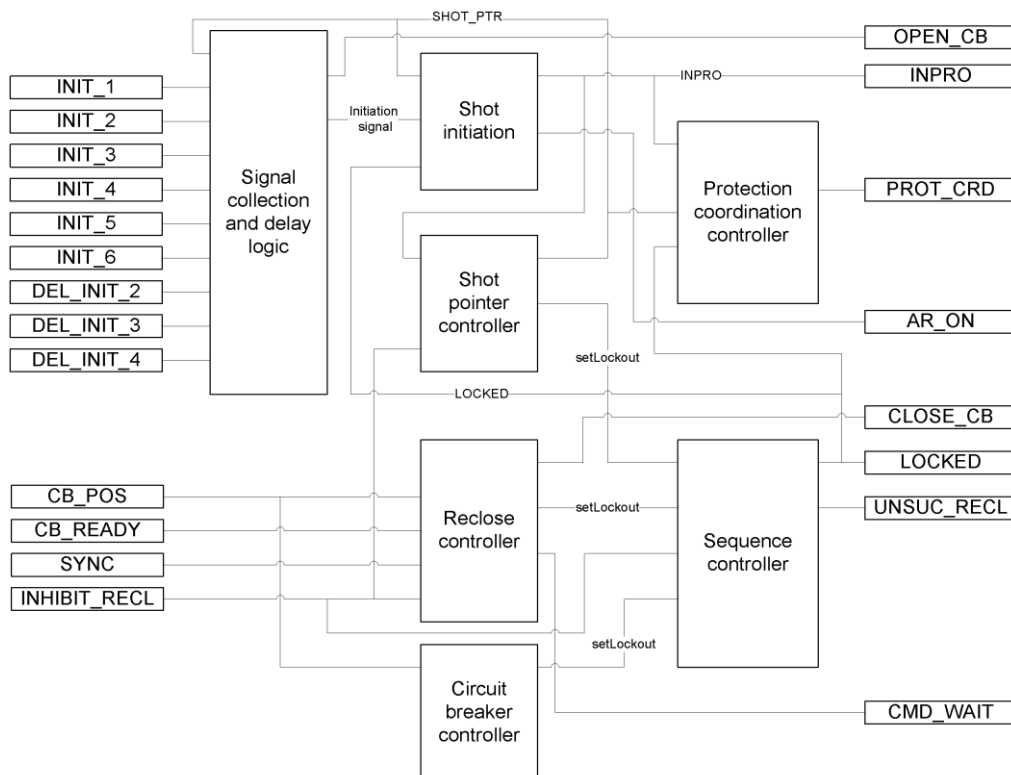 SHOT_PTR
OPEN_CB
INIT_1
INPRO
INPRO
INIT_2
Initiation
signal
Shot
initiation
INIT_3
INIT_4
Signal
collection
and delay
logic
Protection
coordination
controller
PROT_CRD
INIT_5
INIT_6
DEL_INIT_2
Shot
pointer
controller
DEL_INIT_3
AR_ON
DEL_INIT_4
setLockout
LOCKED
CLOSE_CB
LOCKED
CB_POS
setLockout
UNSUC_RECL
CB_READY
Reclose
controller
Sequence
controller
SYNC
INHIBIT_RECL
setLockout
Circuit
breaker
controller
CMD_WAIT